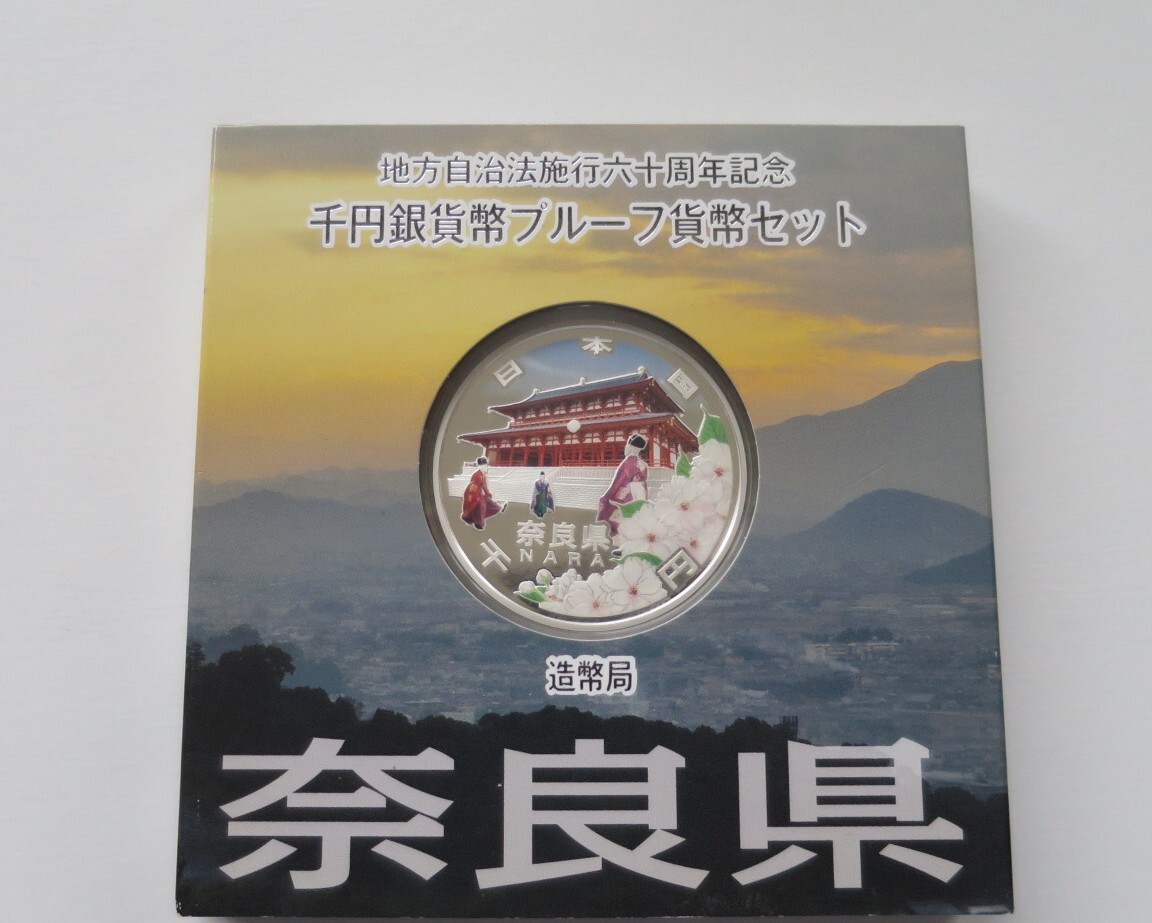 地方自治法施行六十周年記念
千円銀貨幣プルーフ貨幣セット
日本国
奈良県
NARA
千円
造幣局
奈良県